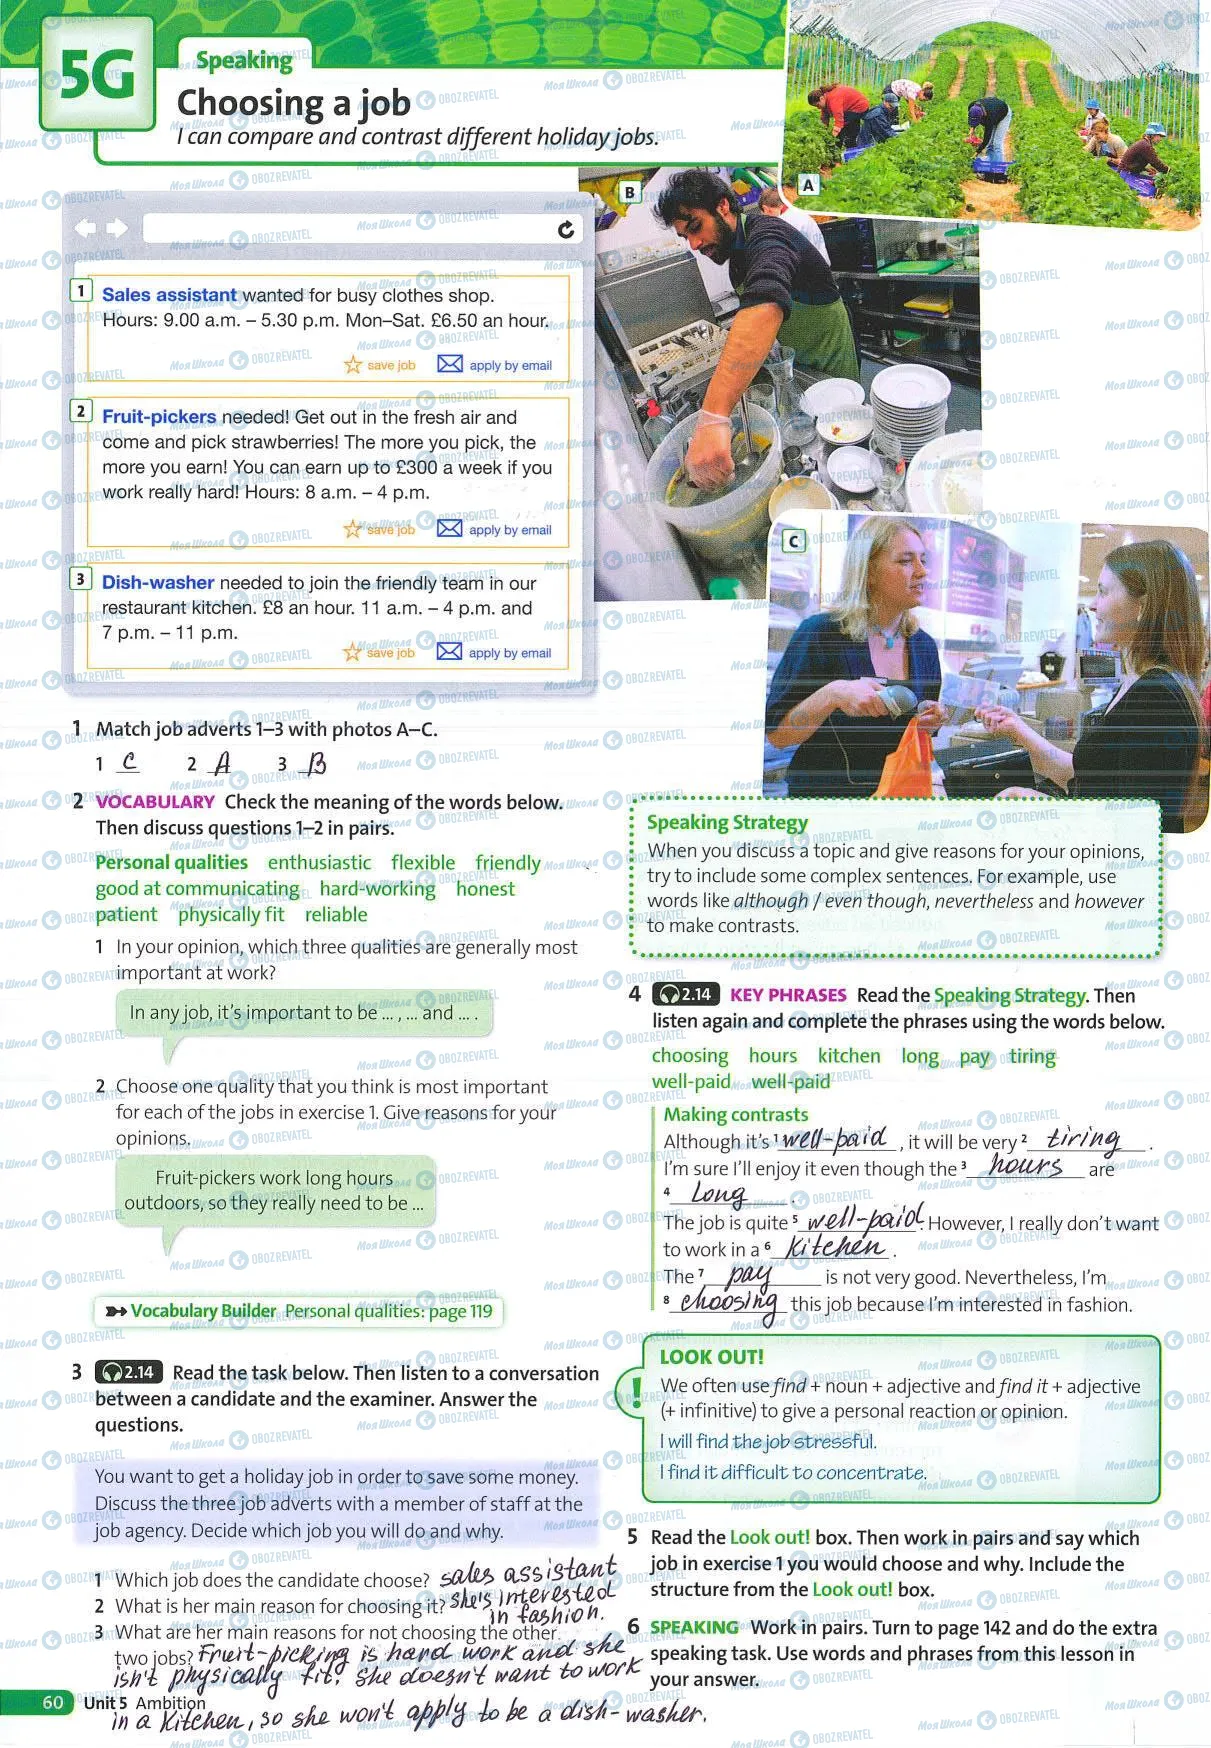 5G
Speaking
Choosing a job
I can compare and contrast different holiday jobs.
A
B
C
1 Sales assistant wanted for busy clothes shop.
Hours: 9.00 a.m. – 5.30 p.m. Mon–Sat. £6.50 an hour.
save job apply by email
2 Fruit-pickers needed! Get out in the fresh air and
come and pick strawberries! The more you pick, the
more you earn! You can earn up to £300 a week if you
work really hard! Hours: 8 a.m. – 4 p.m.
save job apply by email
3 Dish-washer needed to join the friendly team in our
restaurant kitchen. £8 an hour. 11 a.m. – 4 p.m. and
7 p.m. – 11 p.m.
save job apply by email
1 Match job adverts 1–3 with photos A–C.
1 C 2 A 3 B
2 VOCABULARY Check the meaning of the words below.
Then discuss questions 1–2 in pairs.
Personal qualities enthusiastic flexible friendly
good at communicating hard-working honest
patient physically fit reliable
1 In your opinion, which three qualities are generally most
important at work?
In any job, it's important to be ... , ... and ... .
2 Choose one quality that you think is most important
for each of the jobs in exercise 1. Give reasons for your
opinions.
Fruit-pickers work long hours
outdoors, so they really need to be ...
Vocabulary Builder Personal qualities: page 119
3 2.14 Read the task below. Then listen to a conversation
between a candidate and the examiner. Answer the
questions.
You want to get a holiday job in order to save some money.
Discuss the three job adverts with a member of staff at the
job agency. Decide which job you will do and why.
1 Which job does the candidate choose? sales assistant
2 What is her main reason for choosing it? she's interested
in fashion.
3 What are her main reasons for not choosing the other
two jobs? Fruit-picking is hard work and she
isn't physically fit. She doesn't want to work
60 Unit 5 Ambition
in a kitchen, so she won't apply to be a dish-washer.
Speaking Strategy
When you discuss a topic and give reasons for your opinions,
try to include some complex sentences. For example, use
words like although / even though, nevertheless and however
to make contrasts.
4 2.14 KEY PHRASES Read the Speaking Strategy. Then
listen again and complete the phrases using the words below.
choosing hours kitchen long pay tiring
well-paid well-paid
Making contrasts
Although it's 1 well-paid , it will be very 2 tiring .
I'm sure I'll enjoy it even though the 3 hours are
4 long .
The job is quite 5 well-paid . However, I really don't want
to work in a 6 kitchen .
The 7 pay is not very good. Nevertheless, I'm
8 choosing this job because I'm interested in fashion.
LOOK OUT!
! We often use find + noun + adjective and find it + adjective
(+ infinitive) to give a personal reaction or opinion.
I will find the job stressful.
I find it difficult to concentrate.
5 Read the Look out! box. Then work in pairs and say which
job in exercise 1 you would choose and why. Include the
structure from the Look out! box.
6 SPEAKING Work in pairs. Turn to page 142 and do the extra
speaking task. Use words and phrases from this lesson in
your answer.
МояШкола OBOZREVATEL